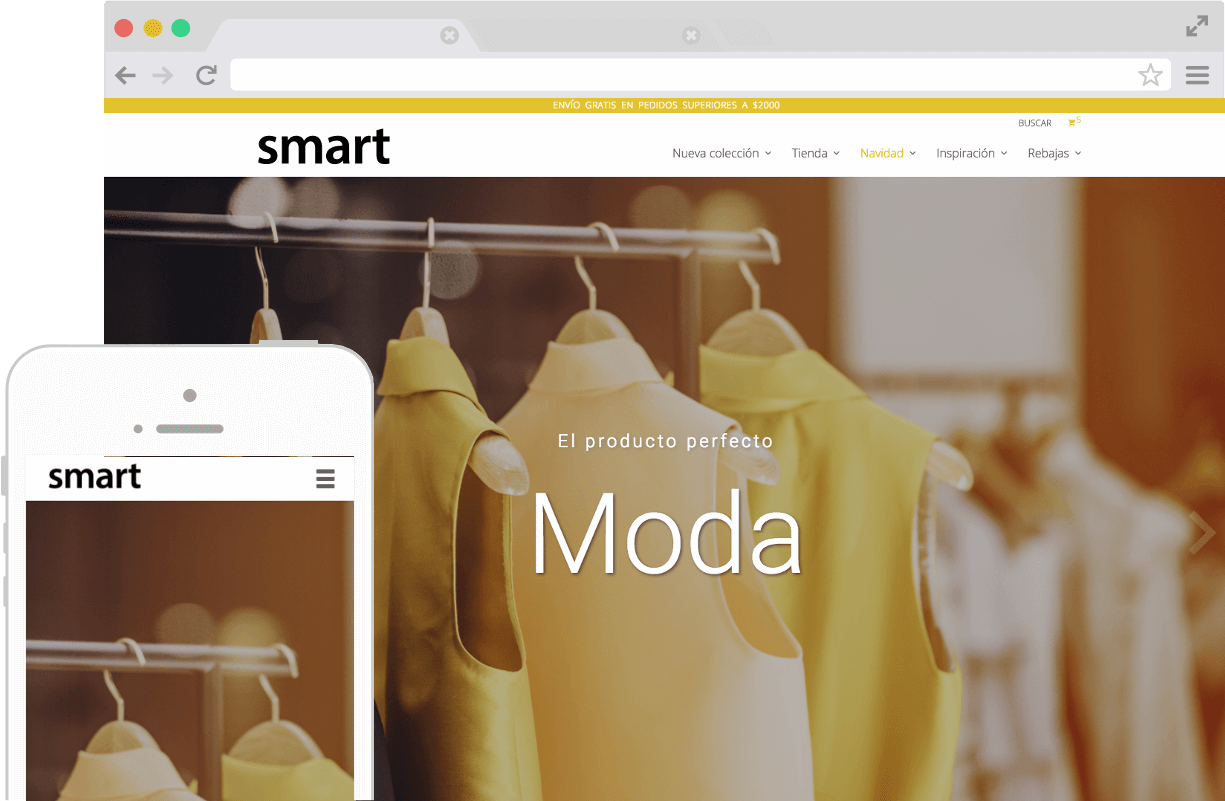 ENVÍO GRATIS EN PEDIDOS SUPERIORES A $2000
BUSCAR 5
smart
Nueva colección Tienda Navidad Inspiración Rebajas
El producto perfecto
Moda
smart